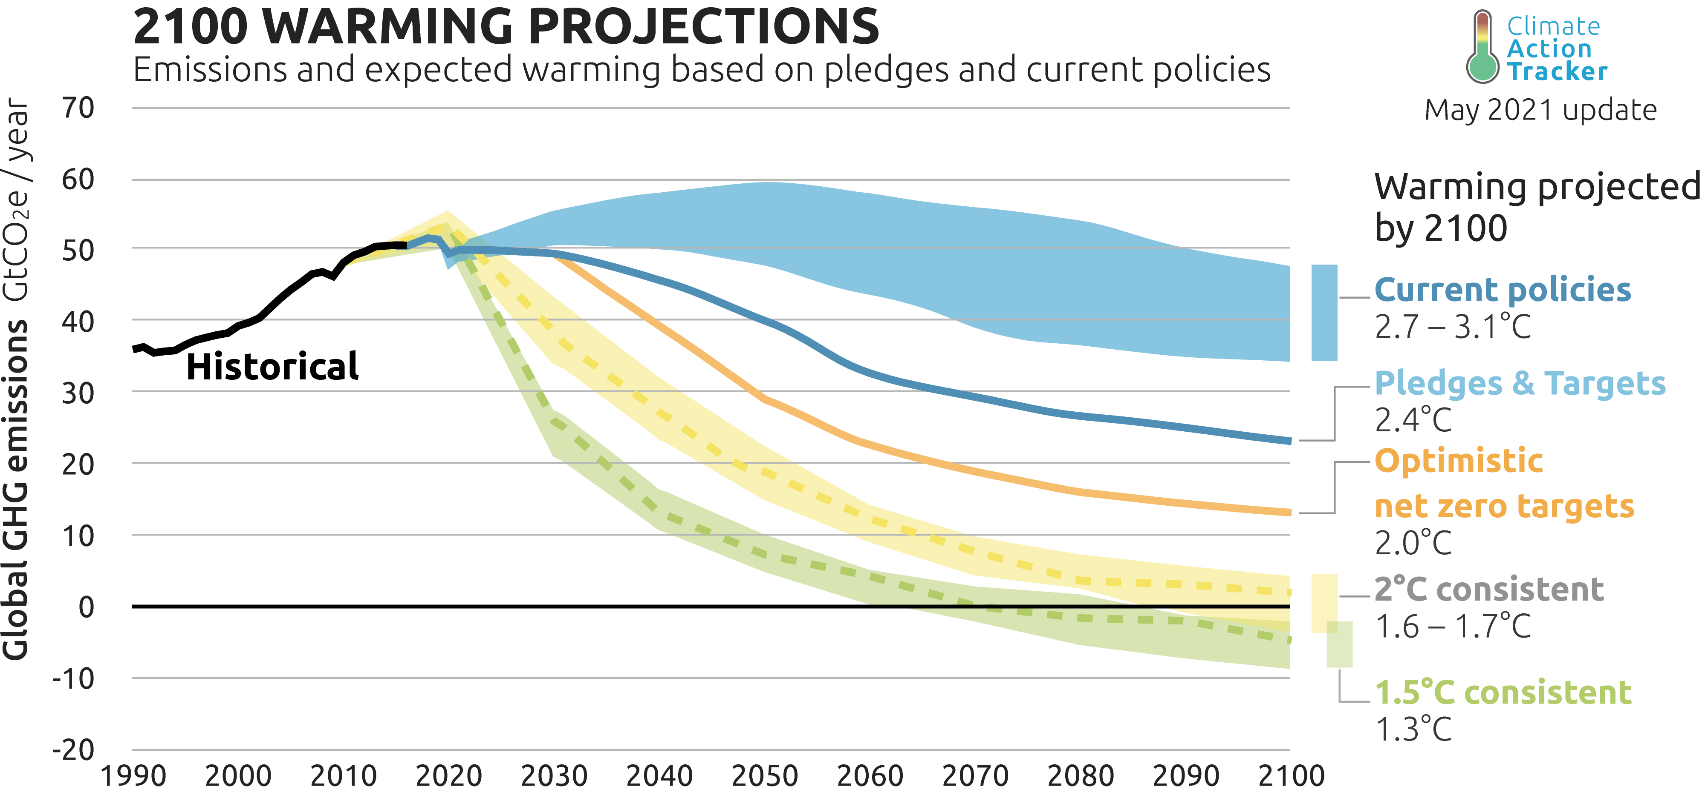 2100 WARMING PROJECTIONS
Emissions and expected warming based on pledges and current policies
Climate
Action
Tracker
May 2021 update
Global GHG emissions GtCO₂e / year
70
60
50
40
30
20
10
0
-10
-20
Historical
1990 2000 2010 2020 2030 2040 2050 2060 2070 2080 2090 2100
Warming projected
by 2100
Current policies
2.7 – 3.1°C
Pledges & Targets
2.4°C
Optimistic
net zero targets
2.0°C
2°C consistent
1.6 – 1.7°C
1.5°C consistent
1.3°C